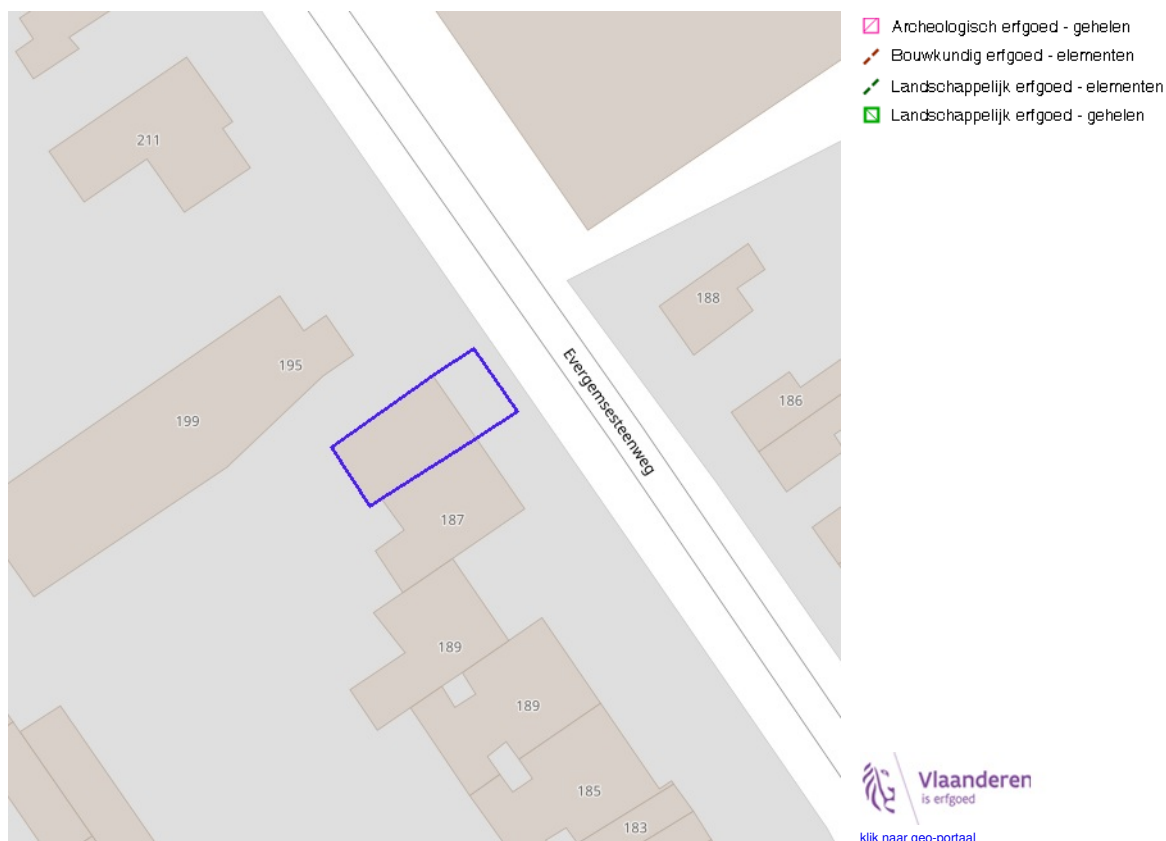 Archeologisch erfgoed - gehelen
Bouwkundig erfgoed - elementen
Landschappelijk erfgoed - elementen
Landschappelijk erfgoed - gehelen
211
188
195
186
199
Evergemsesteenweg
187
189
189
185
183
Vlaanderen
is erfgoed
klik naar geo-portaal